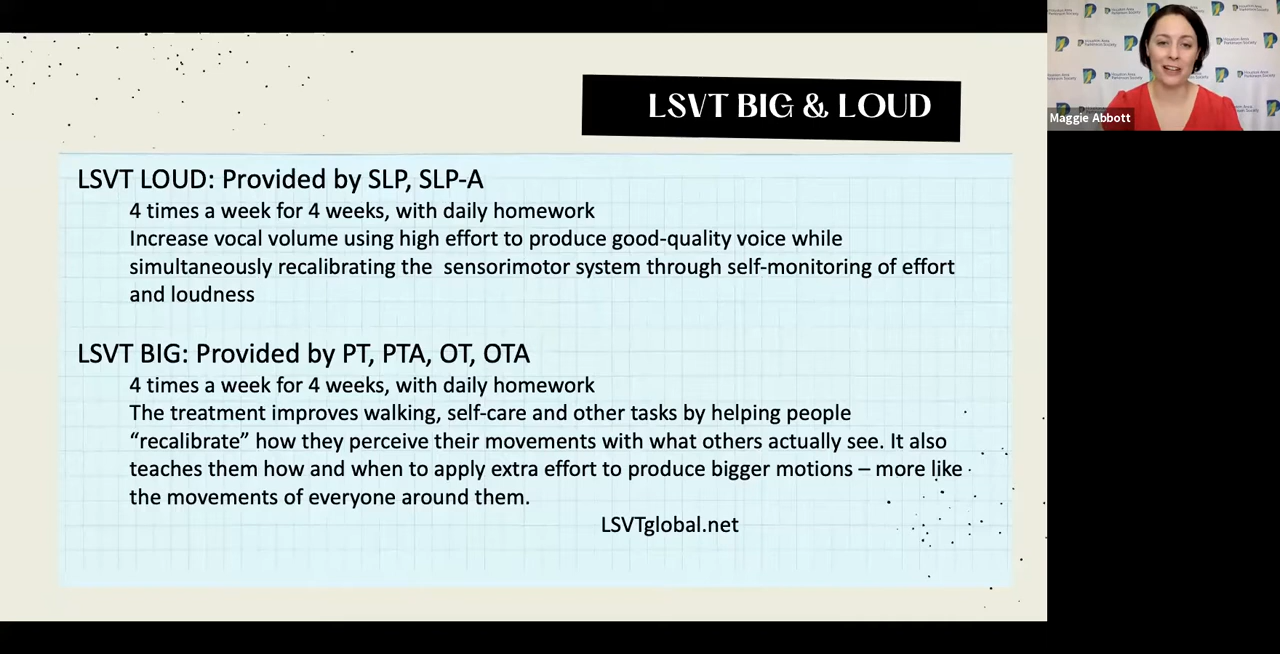 LSVT BIG & LOUD
LSVT LOUD: Provided by SLP, SLP-A
4 times a week for 4 weeks, with daily homework
Increase vocal volume using high effort to produce good-quality voice while
simultaneously recalibrating the sensorimotor system through self-monitoring of effort
and loudness
LSVT BIG: Provided by PT, PTA, OT, OTA
4 times a week for 4 weeks, with daily homework
The treatment improves walking, self-care and other tasks by helping people
“recalibrate” how they perceive their movements with what others actually see. It also
teaches them how and when to apply extra effort to produce bigger motions – more like
the movements of everyone around them.
LSVTglobal.net
Houston Area
Parkinson Society
Maggie Abbott